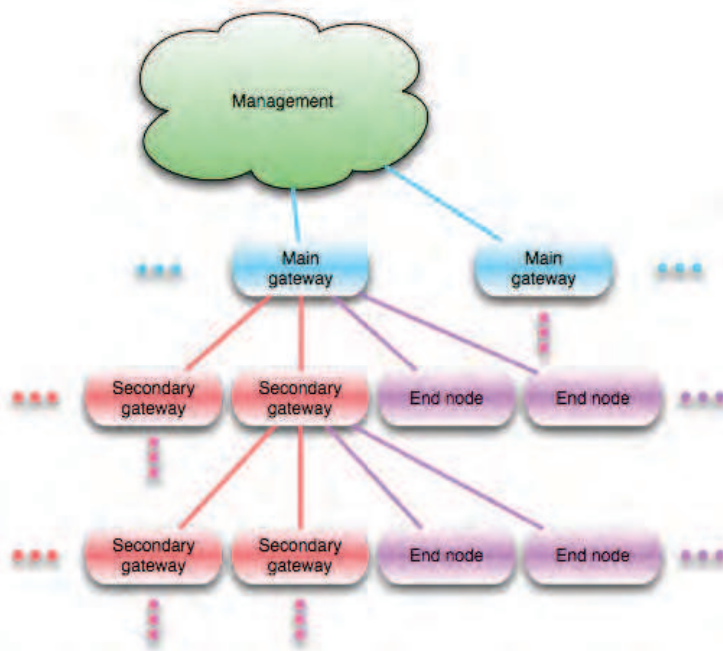 Management
Main
gateway
Main
gateway
Secondary
gateway
Secondary
gateway
End node
End node
Secondary
gateway
Secondary
gateway
End node
End node